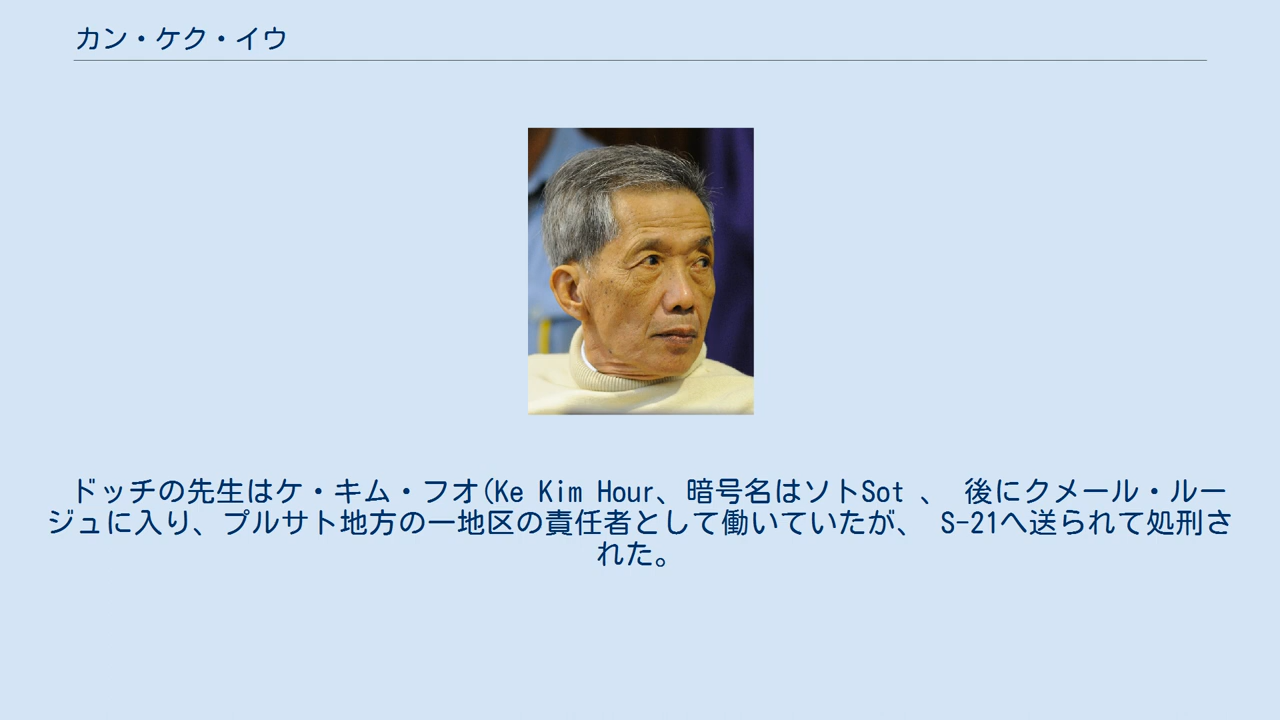 カン・ケク・イウ
ドッチの先生はケ・キム・フオ(Ke Kim Hour、暗号名はソトSot 、 後にクメール・ルー
ジュに入り、プルサト地方の一地区の責任者として働いていたが、 S-21へ送られて処刑さ
れた。